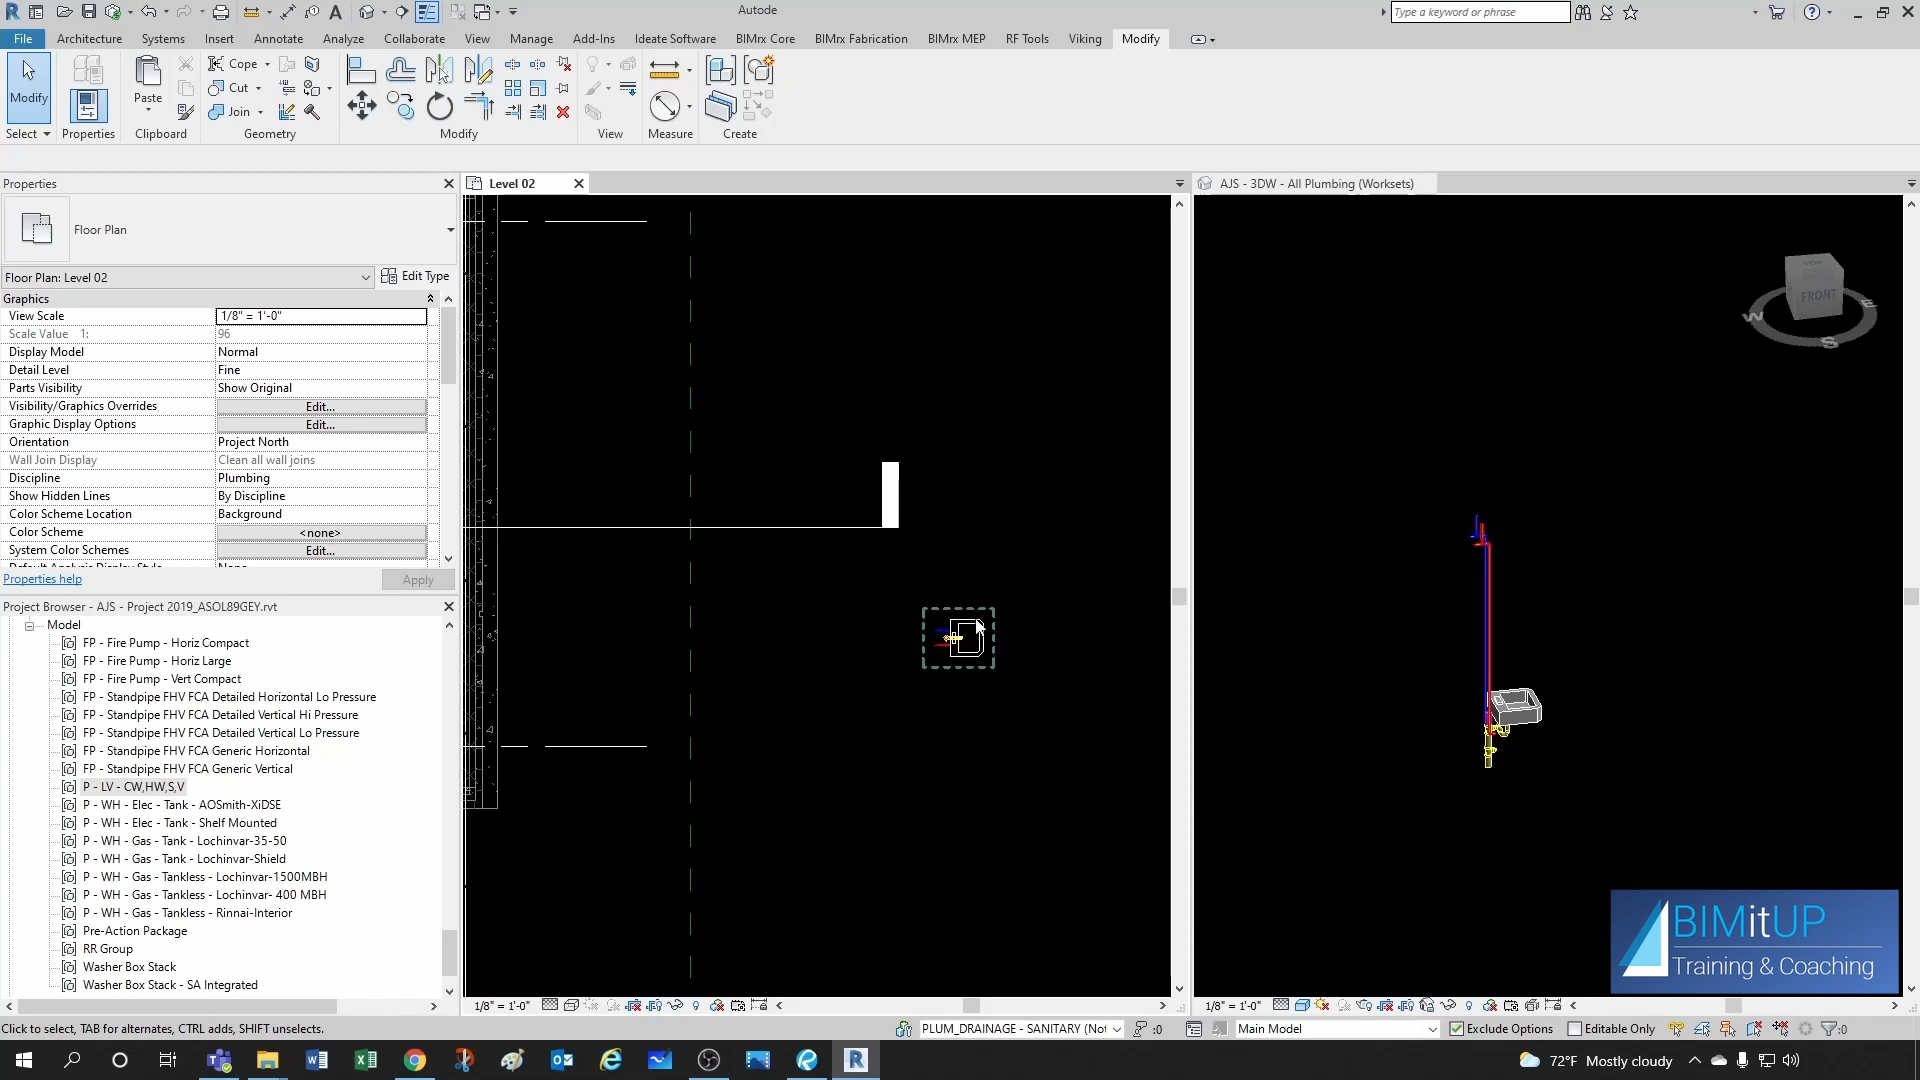 Autode
Type a keyword or phrase
File Architecture Systems Insert Annotate Analyze Collaborate View Manage Add-Ins Ideate Software BIMrx Core BIMrx Fabrication BIMrx MEP RF Tools Viking Modify
Modify
Paste
Cope
Cut
Join
Select Properties Clipboard Geometry Modify View Measure Create
Properties
Floor Plan
Floor Plan: Level 02 Edit Type
Graphics
View Scale 1/8" = 1'-0"
Scale Value 1: 96
Display Model Normal
Detail Level Fine
Parts Visibility Show Original
Visibility/Graphics Overrides Edit...
Graphic Display Options Edit...
Orientation Project North
Wall Join Display Clean all wall joins
Discipline Plumbing
Show Hidden Lines By Discipline
Color Scheme Location Background
Color Scheme <none>
System Color Schemes Edit...
Properties help Apply
Project Browser - AJS - Project 2019_ASOL89GEY.rvt
Model
FP - Fire Pump - Horiz Compact
FP - Fire Pump - Horiz Large
FP - Fire Pump - Vert Compact
FP - Standpipe FHV FCA Detailed Horizontal Lo Pressure
FP - Standpipe FHV FCA Detailed Vertical Hi Pressure
FP - Standpipe FHV FCA Detailed Vertical Lo Pressure
FP - Standpipe FHV FCA Generic Horizontal
FP - Standpipe FHV FCA Generic Vertical
P - LV - CW,HW,S,V
P - WH - Elec - Tank - AOSmith-XiDSE
P - WH - Elec - Tank - Shelf Mounted
P - WH - Gas - Tank - Lochinvar-35-50
P - WH - Gas - Tank - Lochinvar-Shield
P - WH - Gas - Tankless - Lochinvar-1500MBH
P - WH - Gas - Tankless - Lochinvar- 400 MBH
P - WH - Gas - Tankless - Rinnai-Interior
Pre-Action Package
RR Group
Washer Box Stack
Washer Box Stack - SA Integrated
Level 02
AJS - 3DW - All Plumbing (Worksets)
FRONT
W
E
S
BIMitUP
Training & Coaching
1/8" = 1'-0"
1/8" = 1'-0"
Click to select, TAB for alternates, CTRL adds, SHIFT unselects.
PLUM_DRAINAGE - SANITARY (Not :0 Main Model Exclude Options Editable Only :0
72°F Mostly cloudy